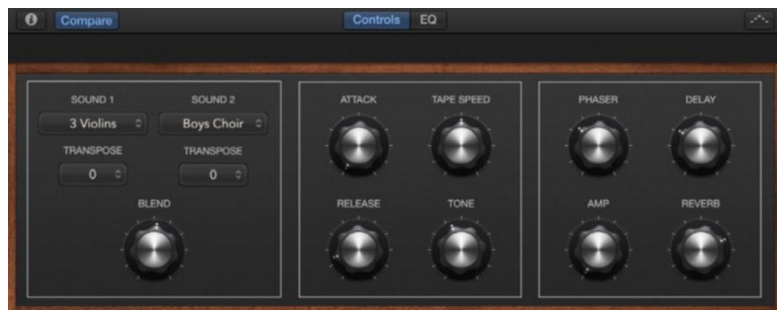 Compare Controls EQ
SOUND 1 SOUND 2
3 Violins Boys Choir
TRANSPOSE TRANSPOSE
0 0
BLEND
ATTACK TAPE SPEED
RELEASE TONE
PHASER DELAY
AMP REVERB